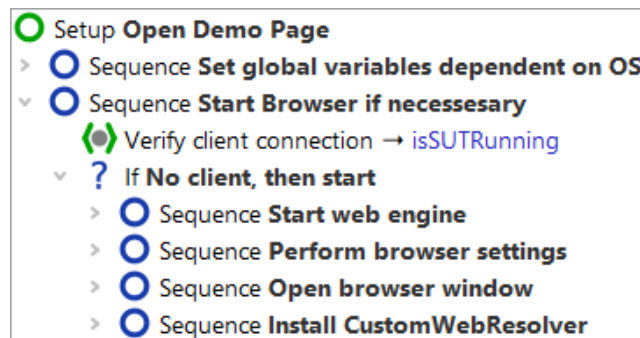 Setup Open Demo Page
Sequence Set global variables dependent on OS
Sequence Start Browser if necessesary
Verify client connection → isSUTRunning
? If No client, then start
Sequence Start web engine
Sequence Perform browser settings
Sequence Open browser window
Sequence Install CustomWebResolver